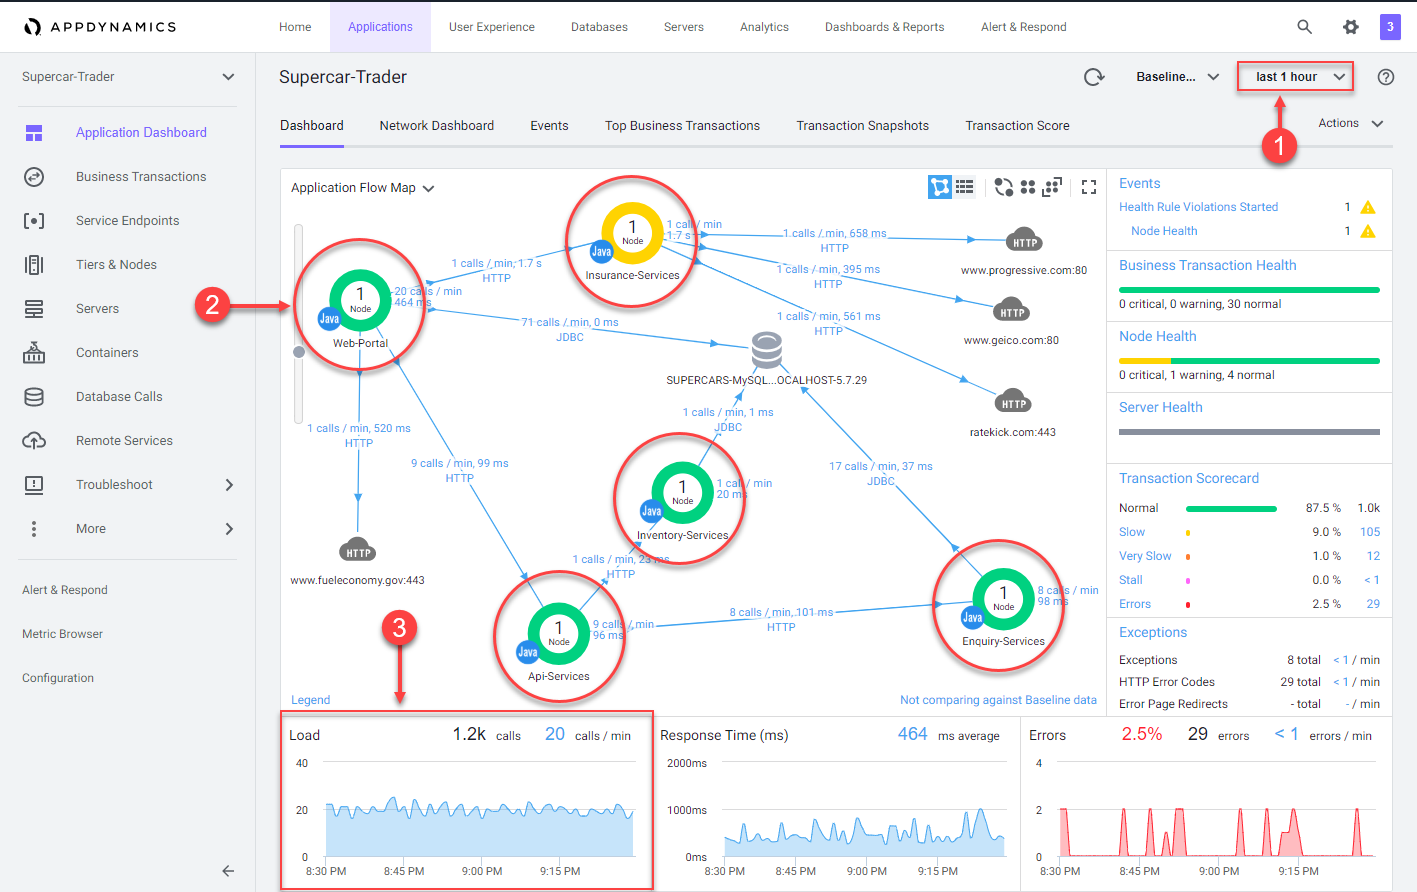 APPDYNAMICS
Home
Applications
User Experience
Databases
Servers
Analytics
Dashboards & Reports
Alert & Respond
3
Supercar-Trader
Application Dashboard
Business Transactions
Service Endpoints
Tiers & Nodes
Servers
Containers
Database Calls
Remote Services
Troubleshoot
More
Alert & Respond
Metric Browser
Configuration
Supercar-Trader
Baseline...
last 1 hour
1
Dashboard
Network Dashboard
Events
Top Business Transactions
Transaction Snapshots
Transaction Score
Actions
Application Flow Map
1
Node
Java
Insurance-Services
1 call / min
1.7 s
1 calls / min, 658 ms
HTTP
HTTP
www.progressive.com:80
1 calls / min, 395 ms
HTTP
HTTP
www.geico.com:80
1 calls / min, 561 ms
HTTP
HTTP
ratekick.com:443
1 calls / min, 1.7 s
HTTP
2
1
Node
Java
Web-Portal
20 calls / min
464 ms
71 calls / min, 0 ms
JDBC
SUPERCARS-MySQL...OCALHOST-5.7.29
1 calls / min, 520 ms
HTTP
HTTP
www.fueleconomy.gov:443
9 calls / min, 99 ms
HTTP
1 calls / min, 1 ms
JDBC
17 calls / min, 37 ms
JDBC
1
Node
Java
Inventory-Services
1 call / min
20 ms
1 calls / min, 23 ms
HTTP
1
Node
Java
Api-Services
9 calls / min
96 ms
8 calls / min, 101 ms
HTTP
1
Node
Java
Enquiry-Services
8 calls / min
98 ms
Legend
Not comparing against Baseline data
Events
Health Rule Violations Started 1
Node Health 1
Business Transaction Health
0 critical, 0 warning, 30 normal
Node Health
0 critical, 1 warning, 4 normal
Server Health
Transaction Scorecard
Normal 87.5 % 1.0k
Slow 9.0 % 105
Very Slow 1.0 % 12
Stall 0.0 % < 1
Errors 2.5 % 29
Exceptions
Exceptions 8 total < 1 / min
HTTP Error Codes 29 total < 1 / min
Error Page Redirects - total - / min
3
Load 1.2k calls 20 calls / min
40
20
0
8:30 PM 8:45 PM 9:00 PM 9:15 PM
Response Time (ms) 464 ms average
2000ms
1000ms
0ms
8:30 PM 8:45 PM 9:00 PM 9:15 PM
Errors 2.5% 29 errors < 1 errors / min
4
2
0
8:30 PM 8:45 PM 9:00 PM 9:15 PM